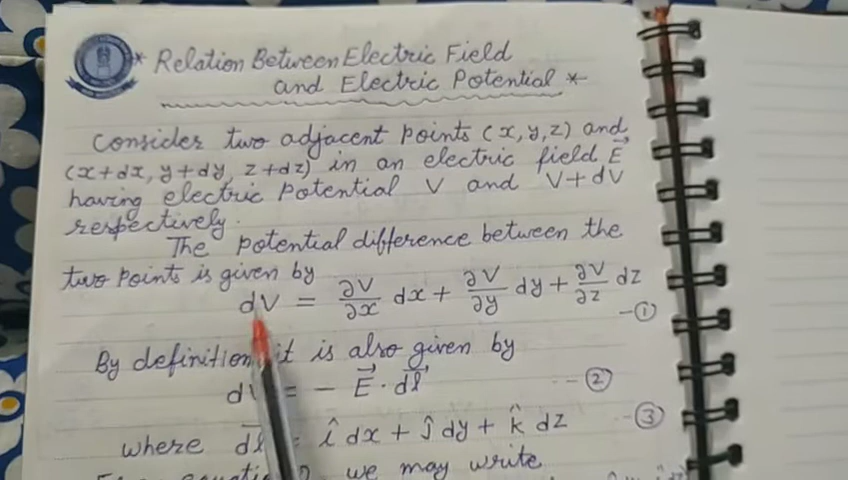 * Relation Between Electric Field
and Electric Potential *
Consider two adjacent points (x, y, z) and
(x+dx, y+dy, z+dz) in an electric field E⃗
having electric potential V and V+dV
respectively.
The potential difference between the
two points is given by
dV = ∂V/∂x dx + ∂V/∂y dy + ∂V/∂z dz -①
By definition, it is also given by
dV = - E⃗ · dl⃗ -②
where dl⃗ = î dx + ĵ dy + k̂ dz -③
we may write